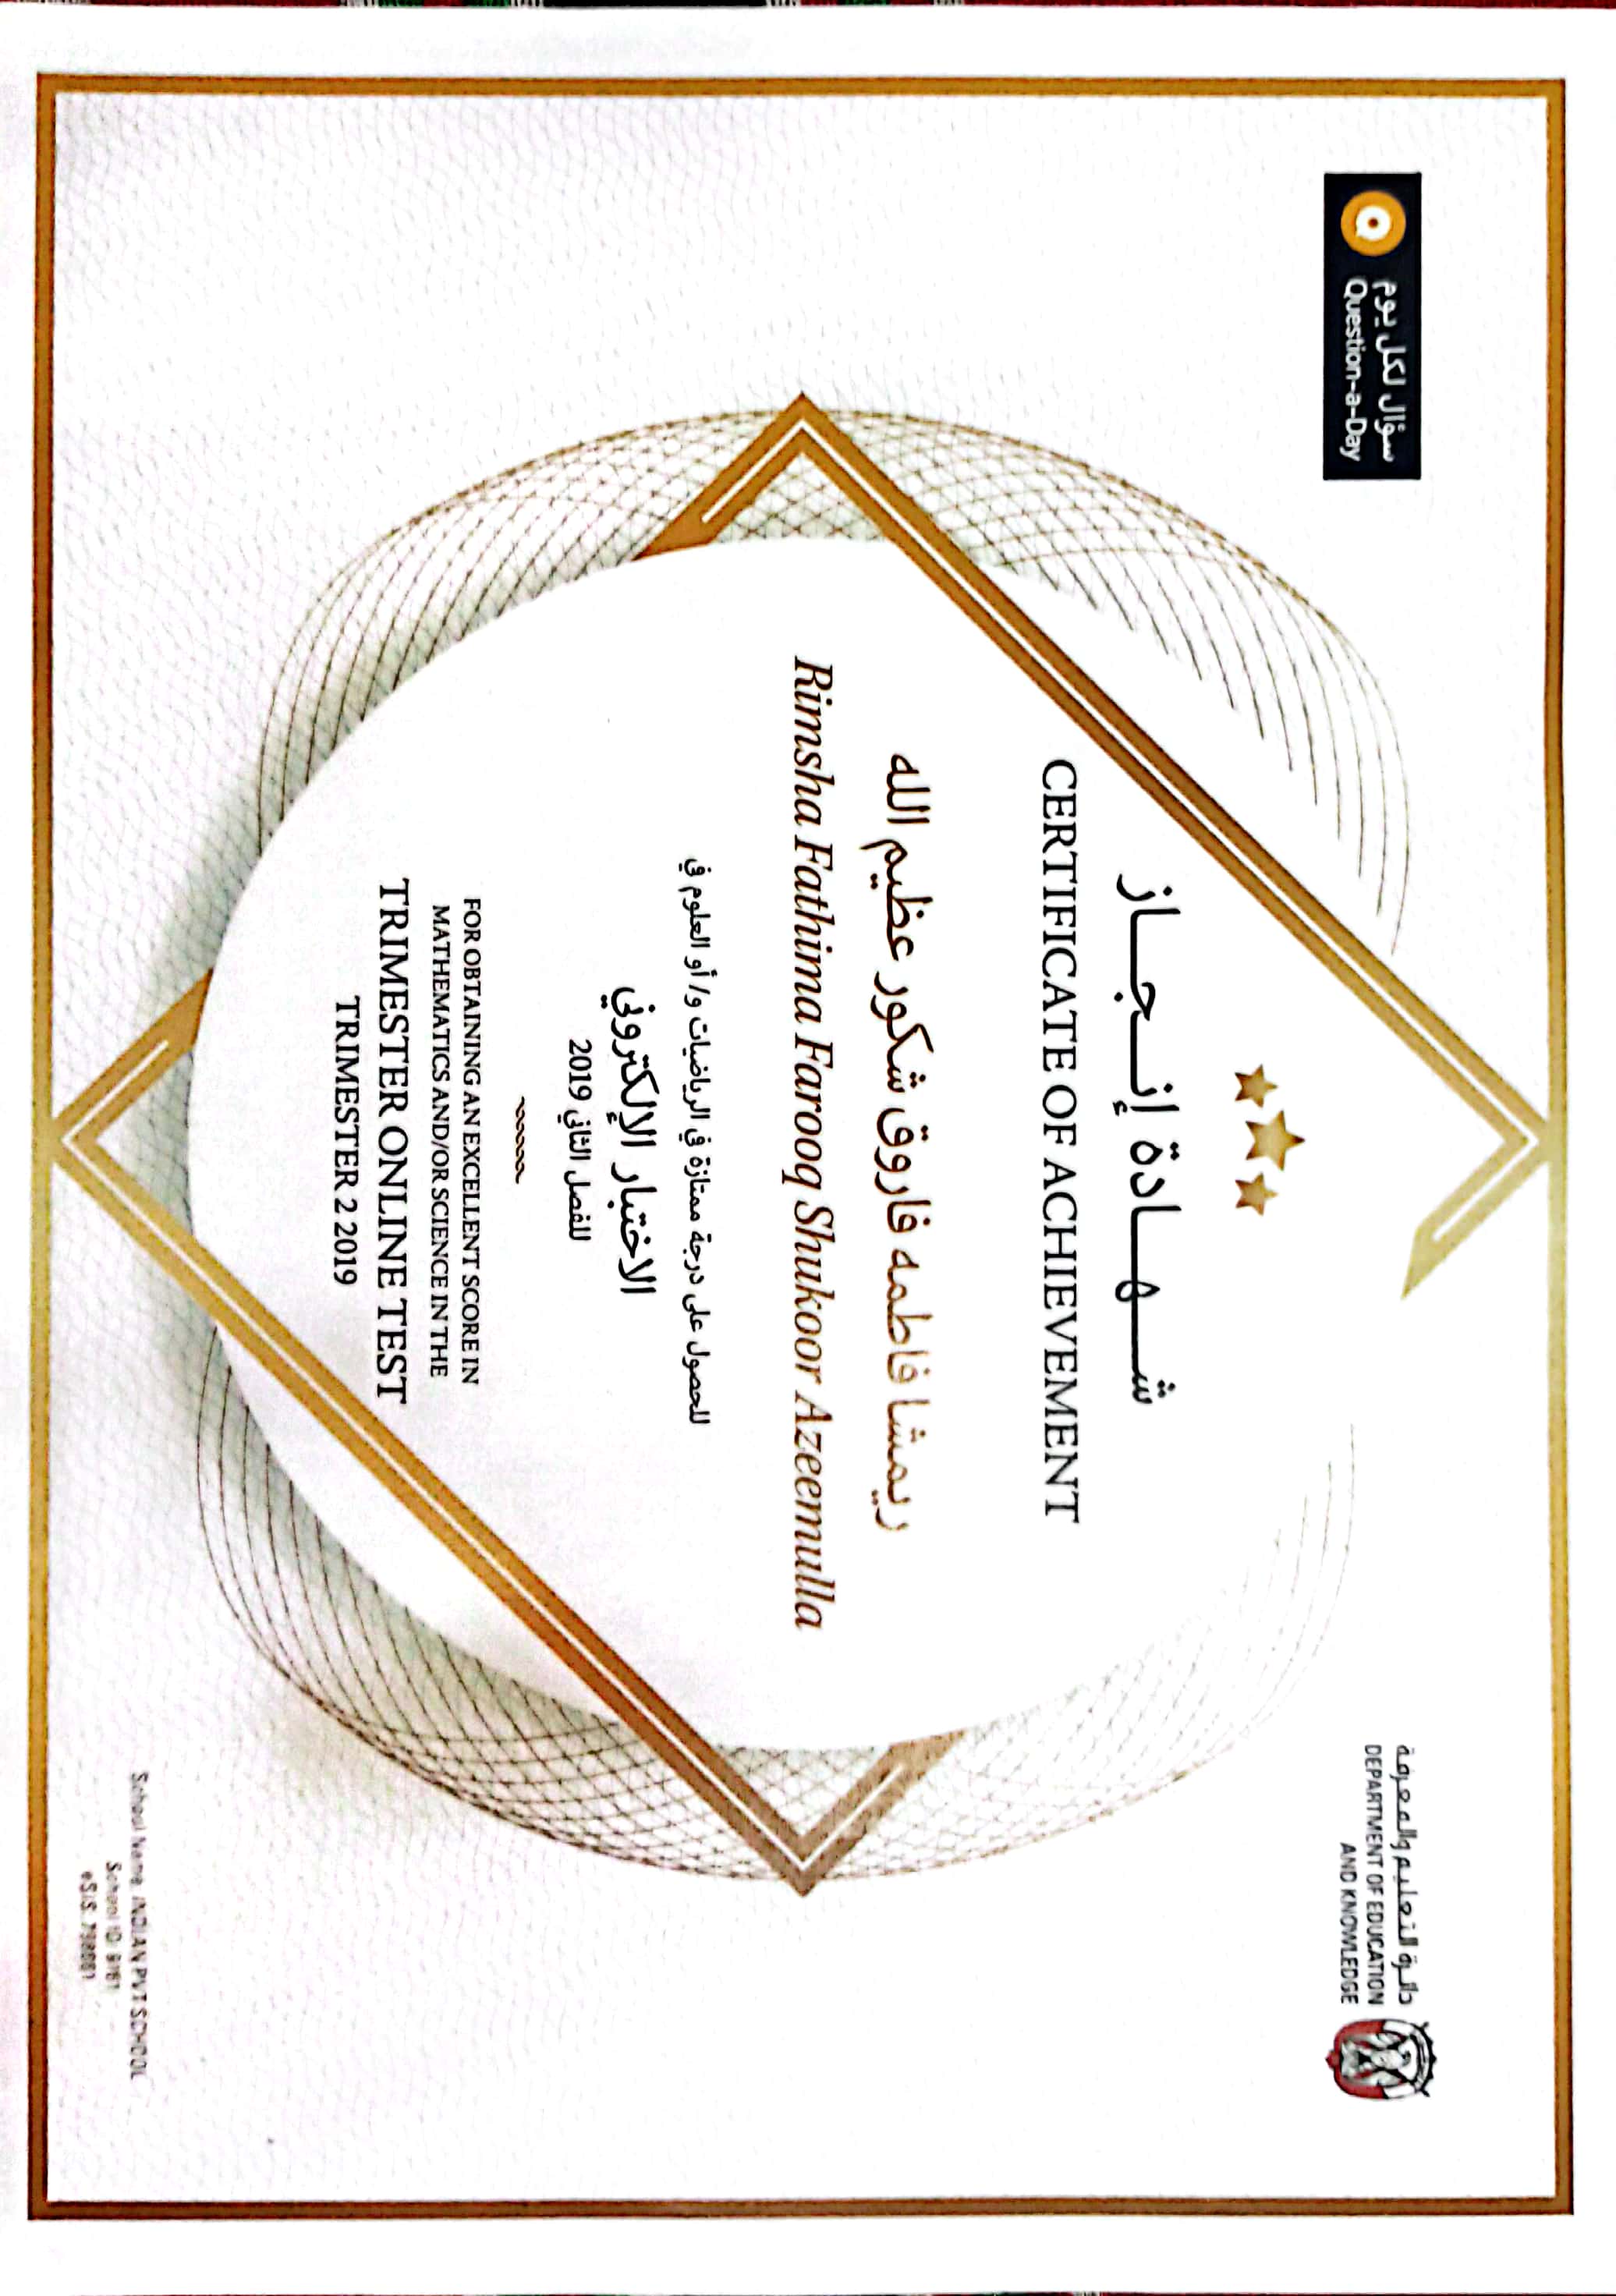 سؤال لكل يوم
Question-a-Day
دائرة التعليم والمعرفة
DEPARTMENT OF EDUCATION
AND KNOWLEDGE
شهادة إنجاز
CERTIFICATE OF ACHIEVEMENT
ريمشا فاطمه فاروق شكور عظيم الله
Rimsha Fathima Farooq Shukoor Azeemulla
للحصول على درجة ممتازة في الرياضيات و/ أو العلوم في
الاختبار الإلكتروني
للفصل الثاني 2019
FOR OBTAINING AN EXCELLENT SCORE IN
MATHEMATICS AND/OR SCIENCE IN THE
TRIMESTER ONLINE TEST
TRIMESTER 2 2019
School Name: INDIAN PVT SCHOOL
School ID:
eSIS: